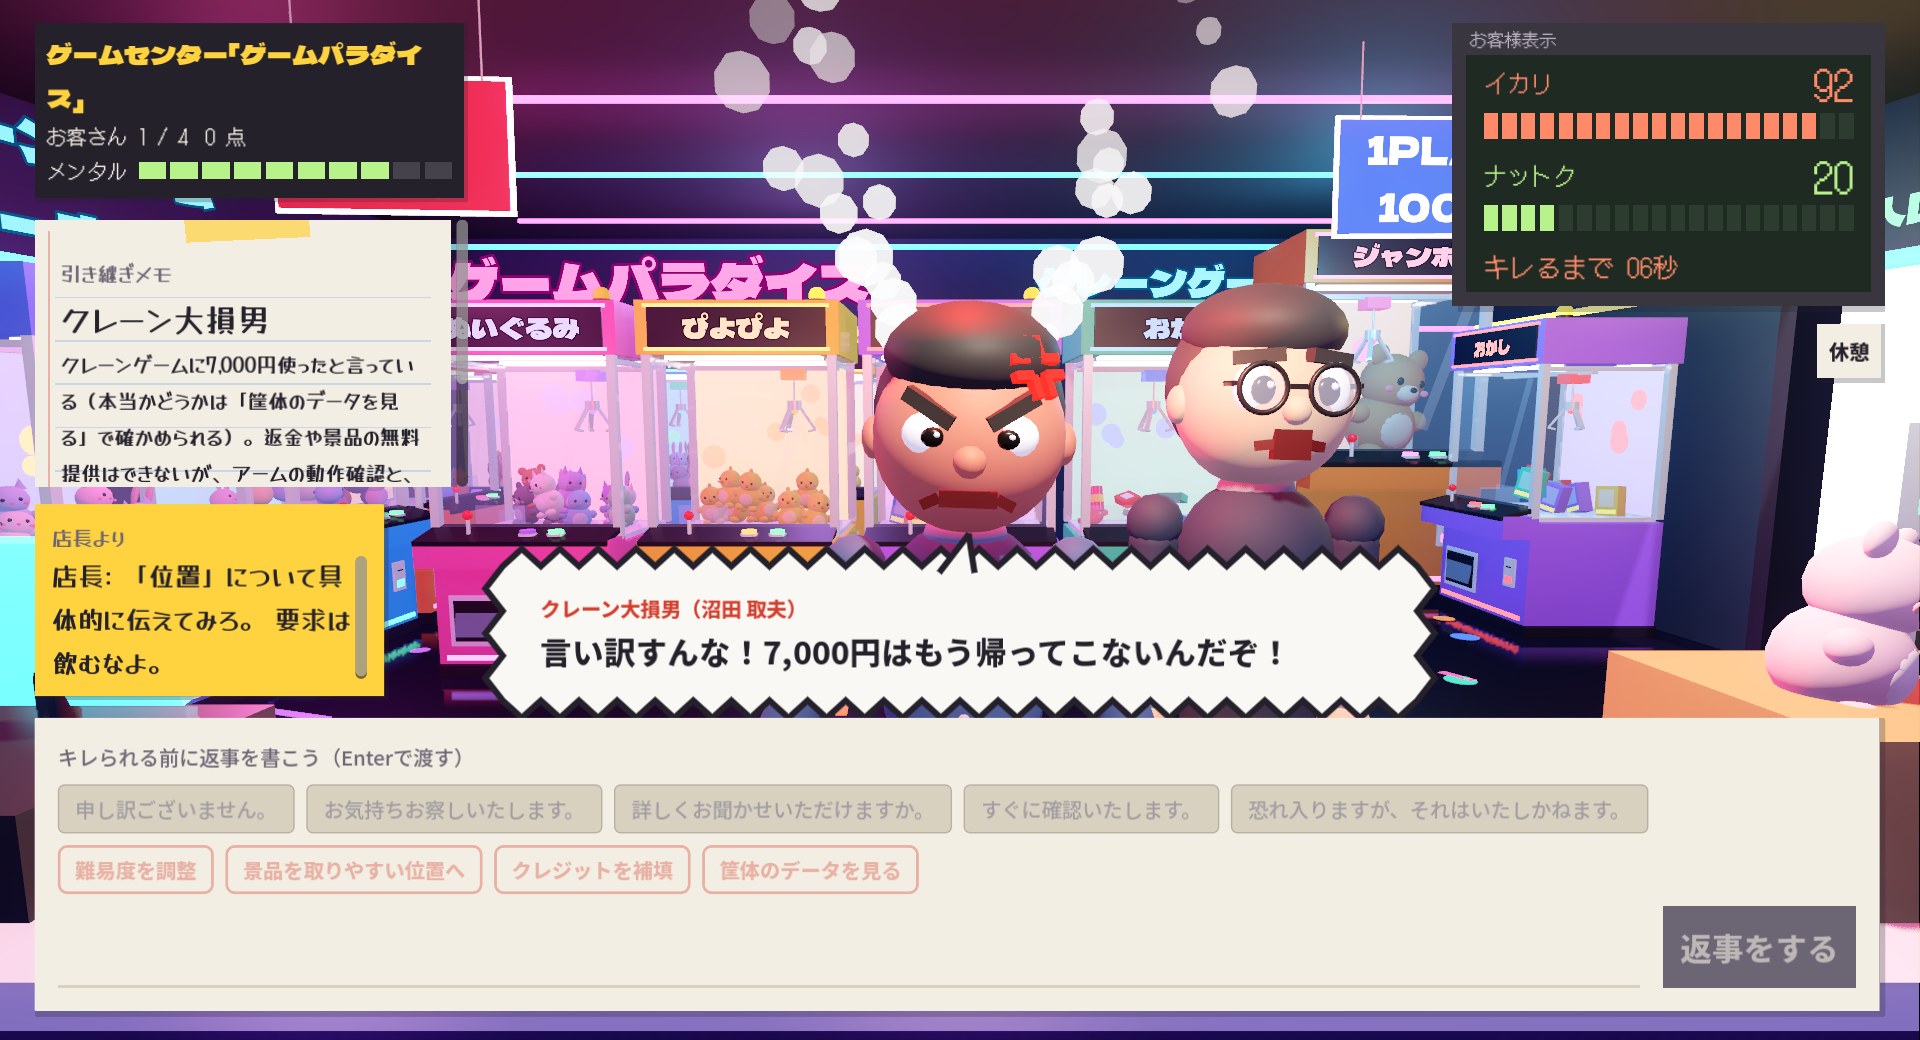 ゲームセンター「ゲームパラダイ
ス」
お客さん 1/4 0点
メンタル
引き継ぎメモ
クレーン大損男
クレーンゲームに7,000円使ったと言ってい
る（本当かどうかは「筐体のデータを見
る」で確かめられる）。返金や景品の無料
提供はできないが、アームの動作確認と、
店長より
店長：「位置」について具
体的に伝えてみろ。 要求は
飲むなよ。
ゲームパラダイス
ぬいぐるみ
ぴよぴよ
1PL
100
ジャンボ
おかし
お客様表示
イカリ 92
ナットク 20
キレるまで 06秒
休憩
クレーン大損男（沼田 取夫）
言い訳すんな！7,000円はもう帰ってこないんだぞ！
キレられる前に返事を書こう（Enterで渡す）
申し訳ございません。 お気持ちお察しいたします。 詳しくお聞かせいただけますか。 すぐに確認いたします。 恐れ入りますが、それはいたしかねます。
難易度を調整 景品を取りやすい位置へ クレジットを補填 筐体のデータを見る
返事をする